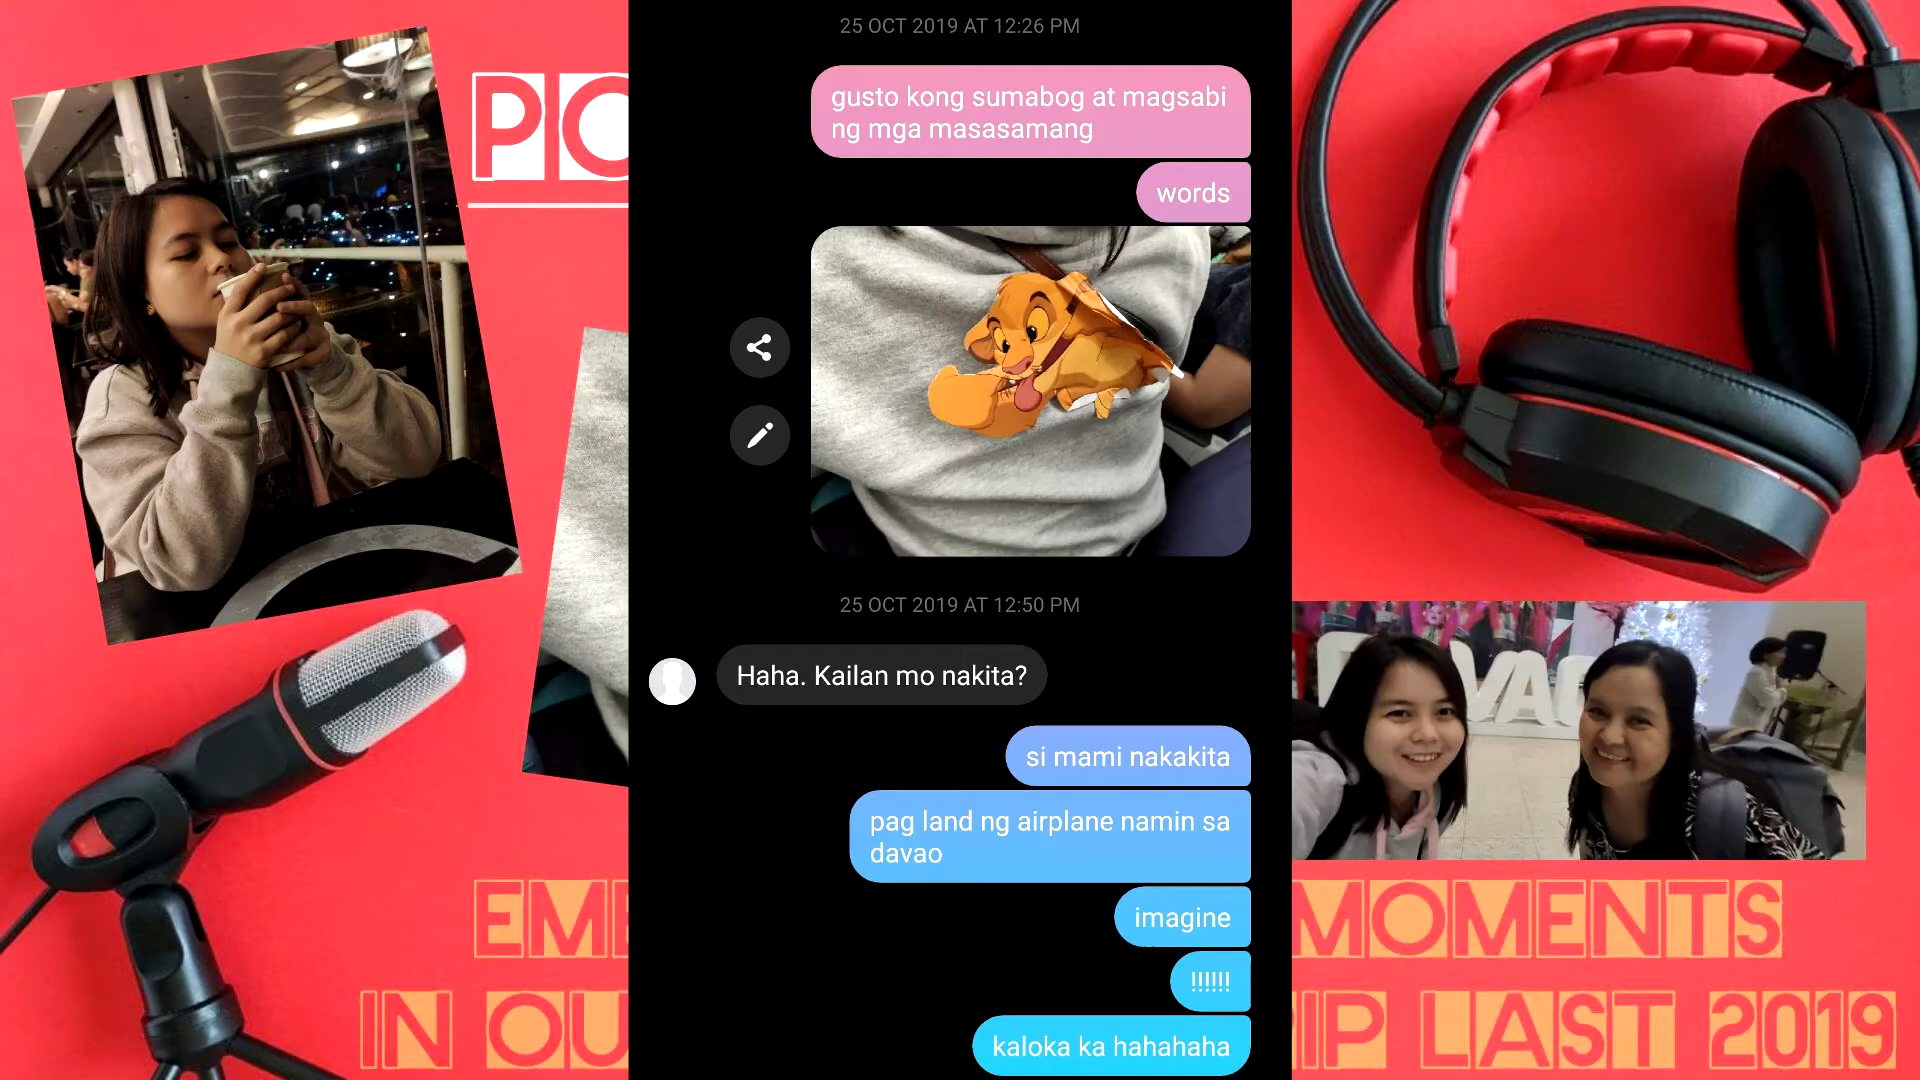 PO
25 OCT 2019 AT 12:26 PM
gusto kong sumabog at magsabi
ng mga masasamang
words
25 OCT 2019 AT 12:50 PM
Haha. Kailan mo nakita?
si mami nakakita
pag land ng airplane namin sa
davao
imagine
!!!!!!
kaloka ka hahahaha
VAO
EM
MOMENTS
IN OU
IP LAST 2019